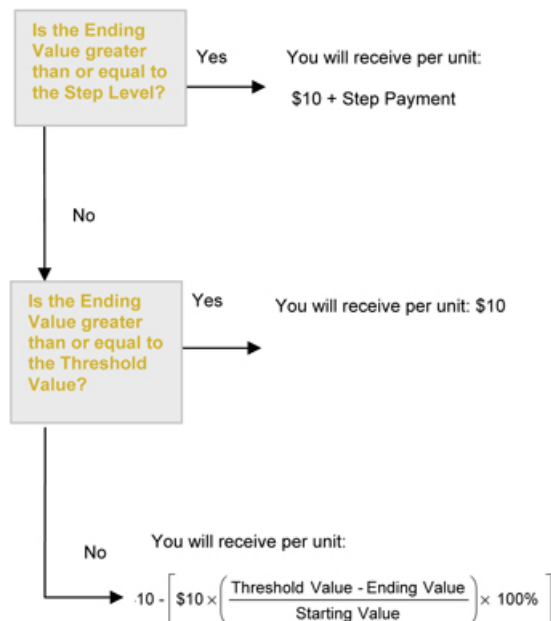 Is the Ending
Value greater
than or equal to
the Step Level?
Yes
You will receive per unit:
$10 + Step Payment
No
Is the Ending
Value greater
than or equal to
the Threshold
Value?
Yes
You will receive per unit: $10
No
You will receive per unit:
10 - [ $10 × ( Threshold Value - Ending Value
Starting Value ) × 100% ]